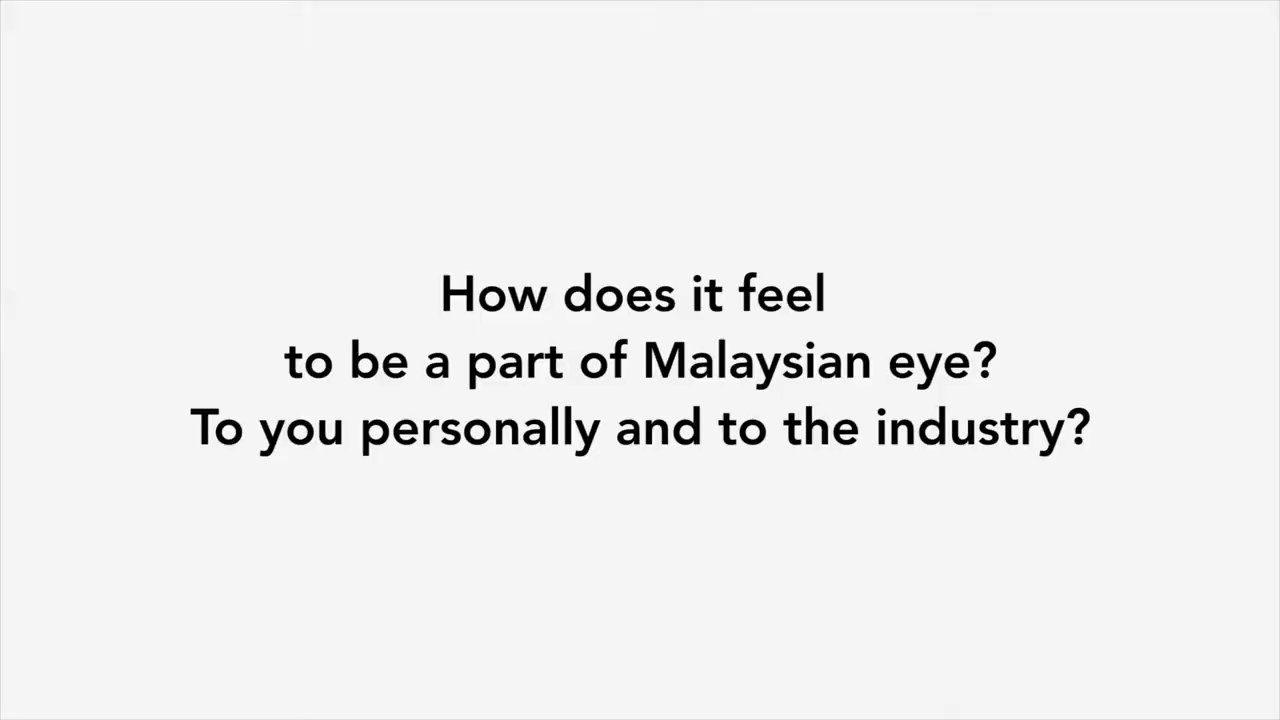 How does it feel
to be a part of Malaysian eye?
To you personally and to the industry?